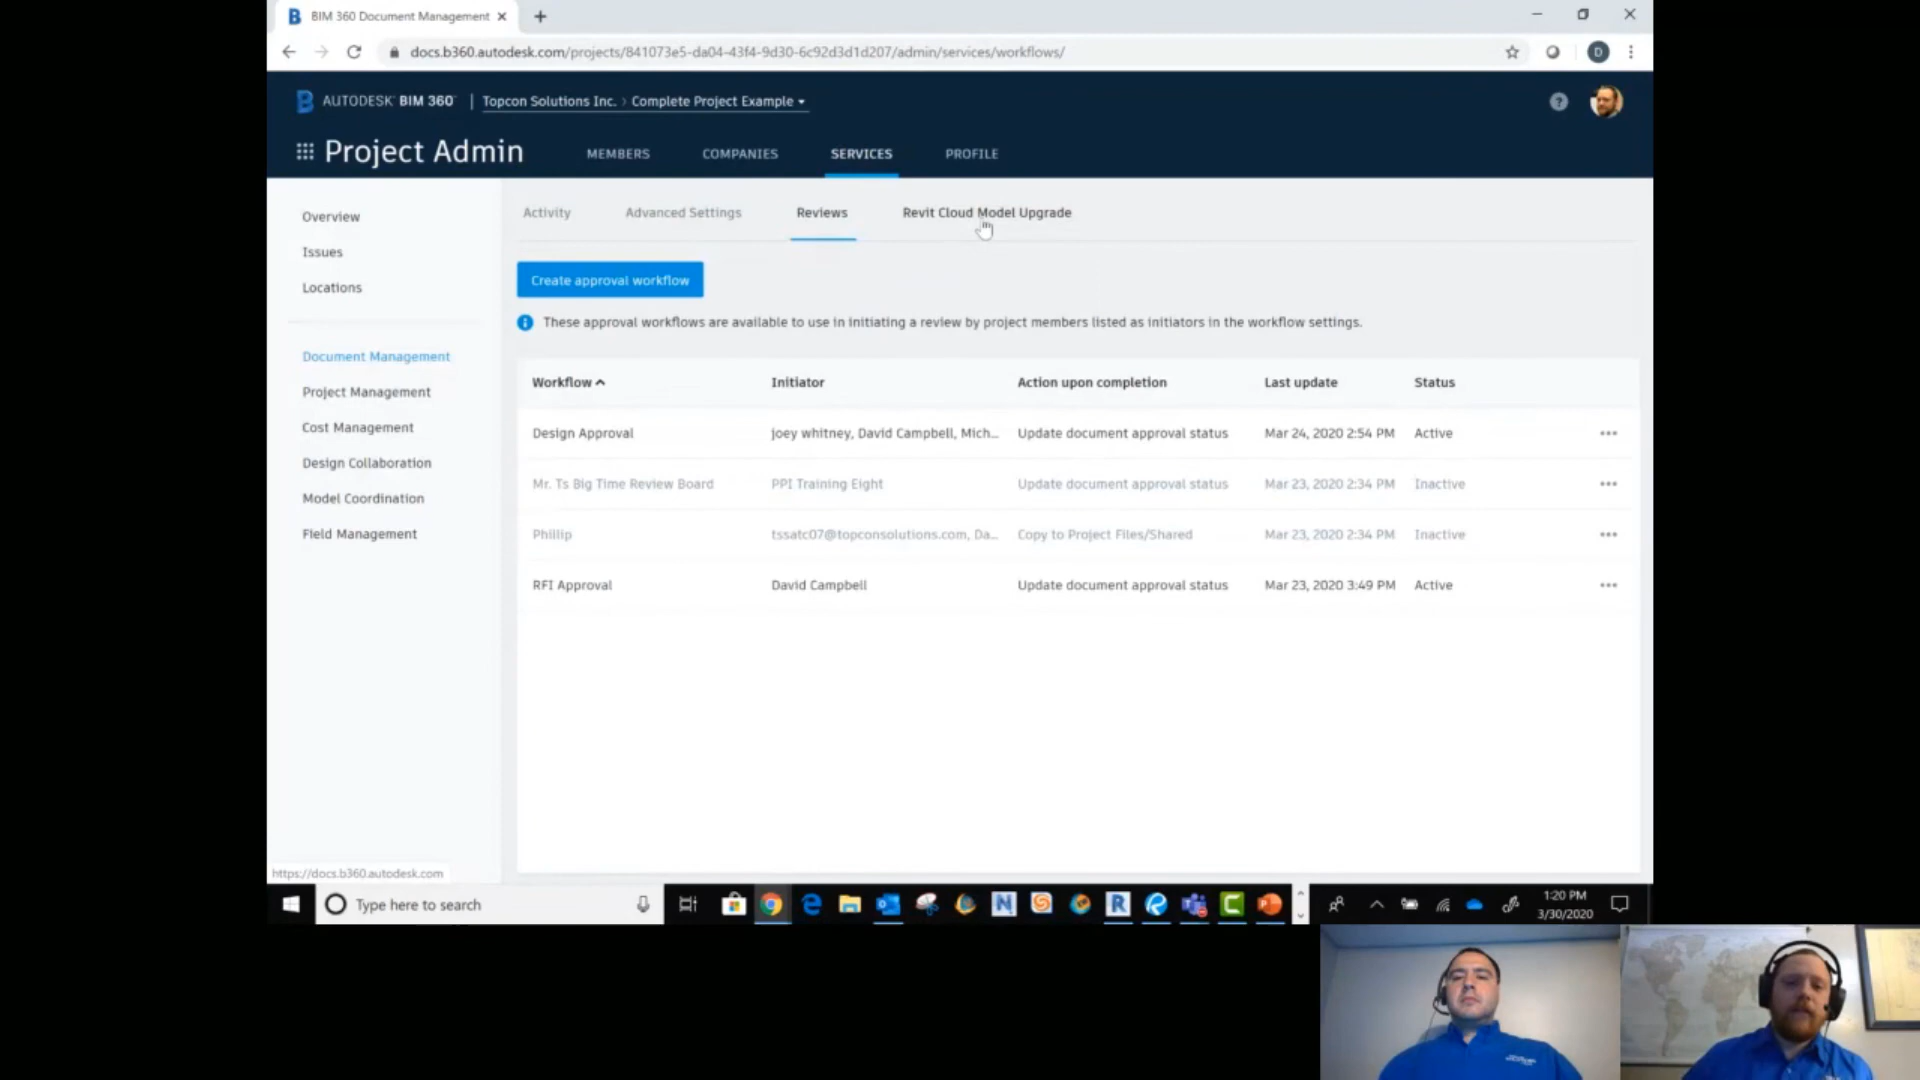 BIM 360 Document Management
docs.b360.autodesk.com/projects/841073e5-da04-43f4-9d30-6c92d3d1d207/admin/services/workflows/
D
AUTODESK® BIM 360™ | Topcon Solutions Inc. › Complete Project Example
Project Admin MEMBERS COMPANIES SERVICES PROFILE
Overview
Issues
Locations
Document Management
Project Management
Cost Management
Design Collaboration
Model Coordination
Field Management
Activity Advanced Settings Reviews Revit Cloud Model Upgrade
Create approval workflow
These approval workflows are available to use in initiating a review by project members listed as initiators in the workflow settings.
Workflow Initiator Action upon completion Last update Status
Design Approval joey whitney, David Campbell, Mich... Update document approval status Mar 24, 2020 2:54 PM Active
Mr. Ts Big Time Review Board PPI Training Eight Update document approval status Mar 23, 2020 2:34 PM Inactive
Phillip tssatc07@topconsolutions.com, Da... Copy to Project Files/Shared Mar 23, 2020 2:34 PM Inactive
RFI Approval David Campbell Update document approval status Mar 23, 2020 3:49 PM Active
https://docs.b360.autodesk.com
Type here to search
1:20 PM
3/30/2020